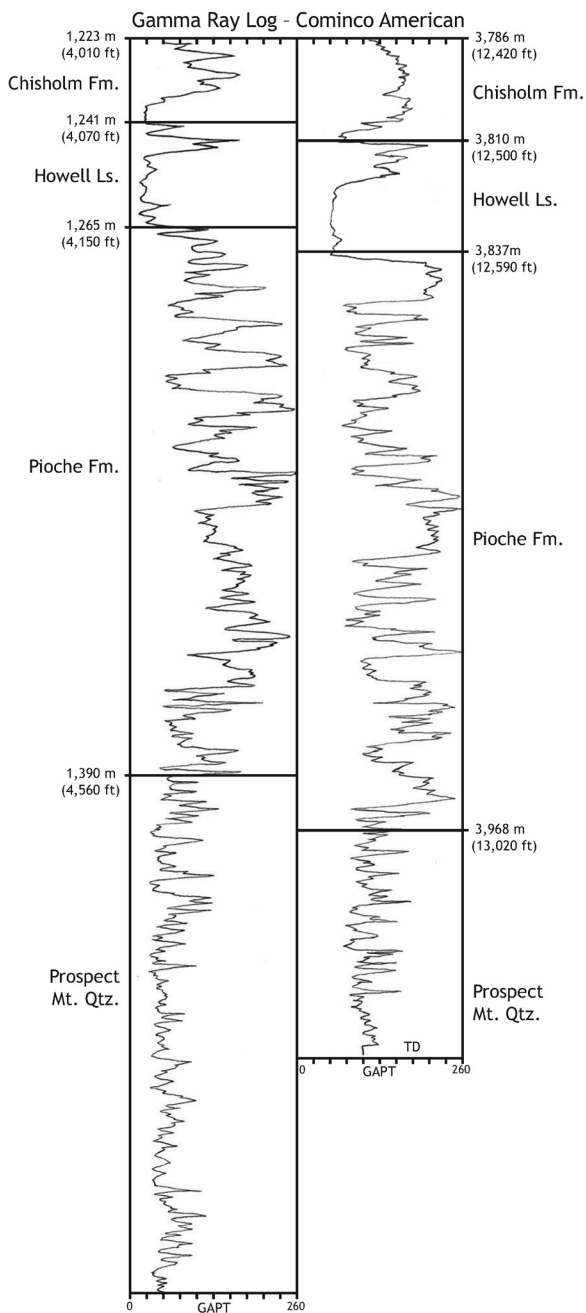 Gamma Ray Log – Cominco American
1,223 m
(4,010 ft)
Chisholm Fm.
1,241 m
(4,070 ft)
Howell Ls.
1,265 m
(4,150 ft)
Pioche Fm.
1,390 m
(4,560 ft)
Prospect
Mt. Qtz.
0
GAPT
260
3,786 m
(12,420 ft)
Chisholm Fm.
3,810 m
(12,500 ft)
Howell Ls.
3,837m
(12,590 ft)
Pioche Fm.
3,968 m
(13,020 ft)
Prospect
Mt. Qtz.
TD
0
GAPT
260